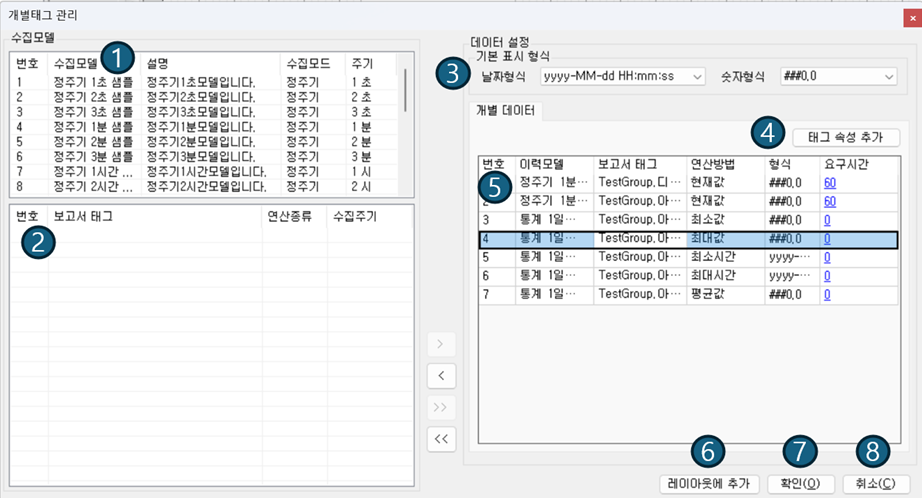 개별태그 관리
수집모델
1
번호 수집모델 설명 수집모드 주기
1 정주기 1초 샘플 정주기1초모델입니다. 정주기 1 초
2 정주기 2초 샘플 정주기2초모델입니다. 정주기 2 초
3 정주기 3초 샘플 정주기3초모델입니다. 정주기 3 초
4 정주기 1분 샘플 정주기1분모델입니다. 정주기 1 분
5 정주기 2분 샘플 정주기2분모델입니다. 정주기 2 분
6 정주기 3분 샘플 정주기3분모델입니다. 정주기 3 분
7 정주기 1시간 ... 정주기1시간모델입니다. 정주기 1 시
8 정주기 2시간 ... 정주기2시간모델입니다. 정주기 2 시
번호 보고서 태그 연산종류 수집주기
2
>
<
>>
<<
데이터 설정
기본 표시 형식
3
날짜형식 yyyy-MM-dd HH:mm:ss 숫자형식 ###0.0
개별 데이터
4
태그 속성 추가
번호 이력모델 보고서 태그 연산방법 형식 요구시간
5
정주기 1분… TestGroup.디… 현재값 ###0.0 60
2 정주기 1분… TestGroup.아… 현재값 ###0.0 60
3 통계 1일… TestGroup.아… 최소값 ###0.0 0
4 통계 1일… TestGroup.아… 최대값 ###0.0 0
5 통계 1일… TestGroup.아… 최소시간 yyyy-… 0
6 통계 1일… TestGroup.아… 최대시간 yyyy-… 0
7 통계 1일… TestGroup.아… 평균값 ###0.0 0
6 7 8
레이아웃에 추가 확인(O) 취소(C)